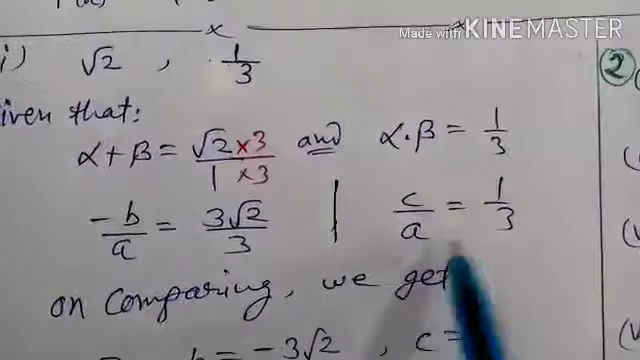 Made with KINEMASTER
i) √2 , 1/3
iven that:
α+β = √2 ×3 / 1 ×3 and α·β = 1/3
-b/a = 3√2/3 | c/a = 1/3
on comparing, we get
b = -3√2 , c =
2